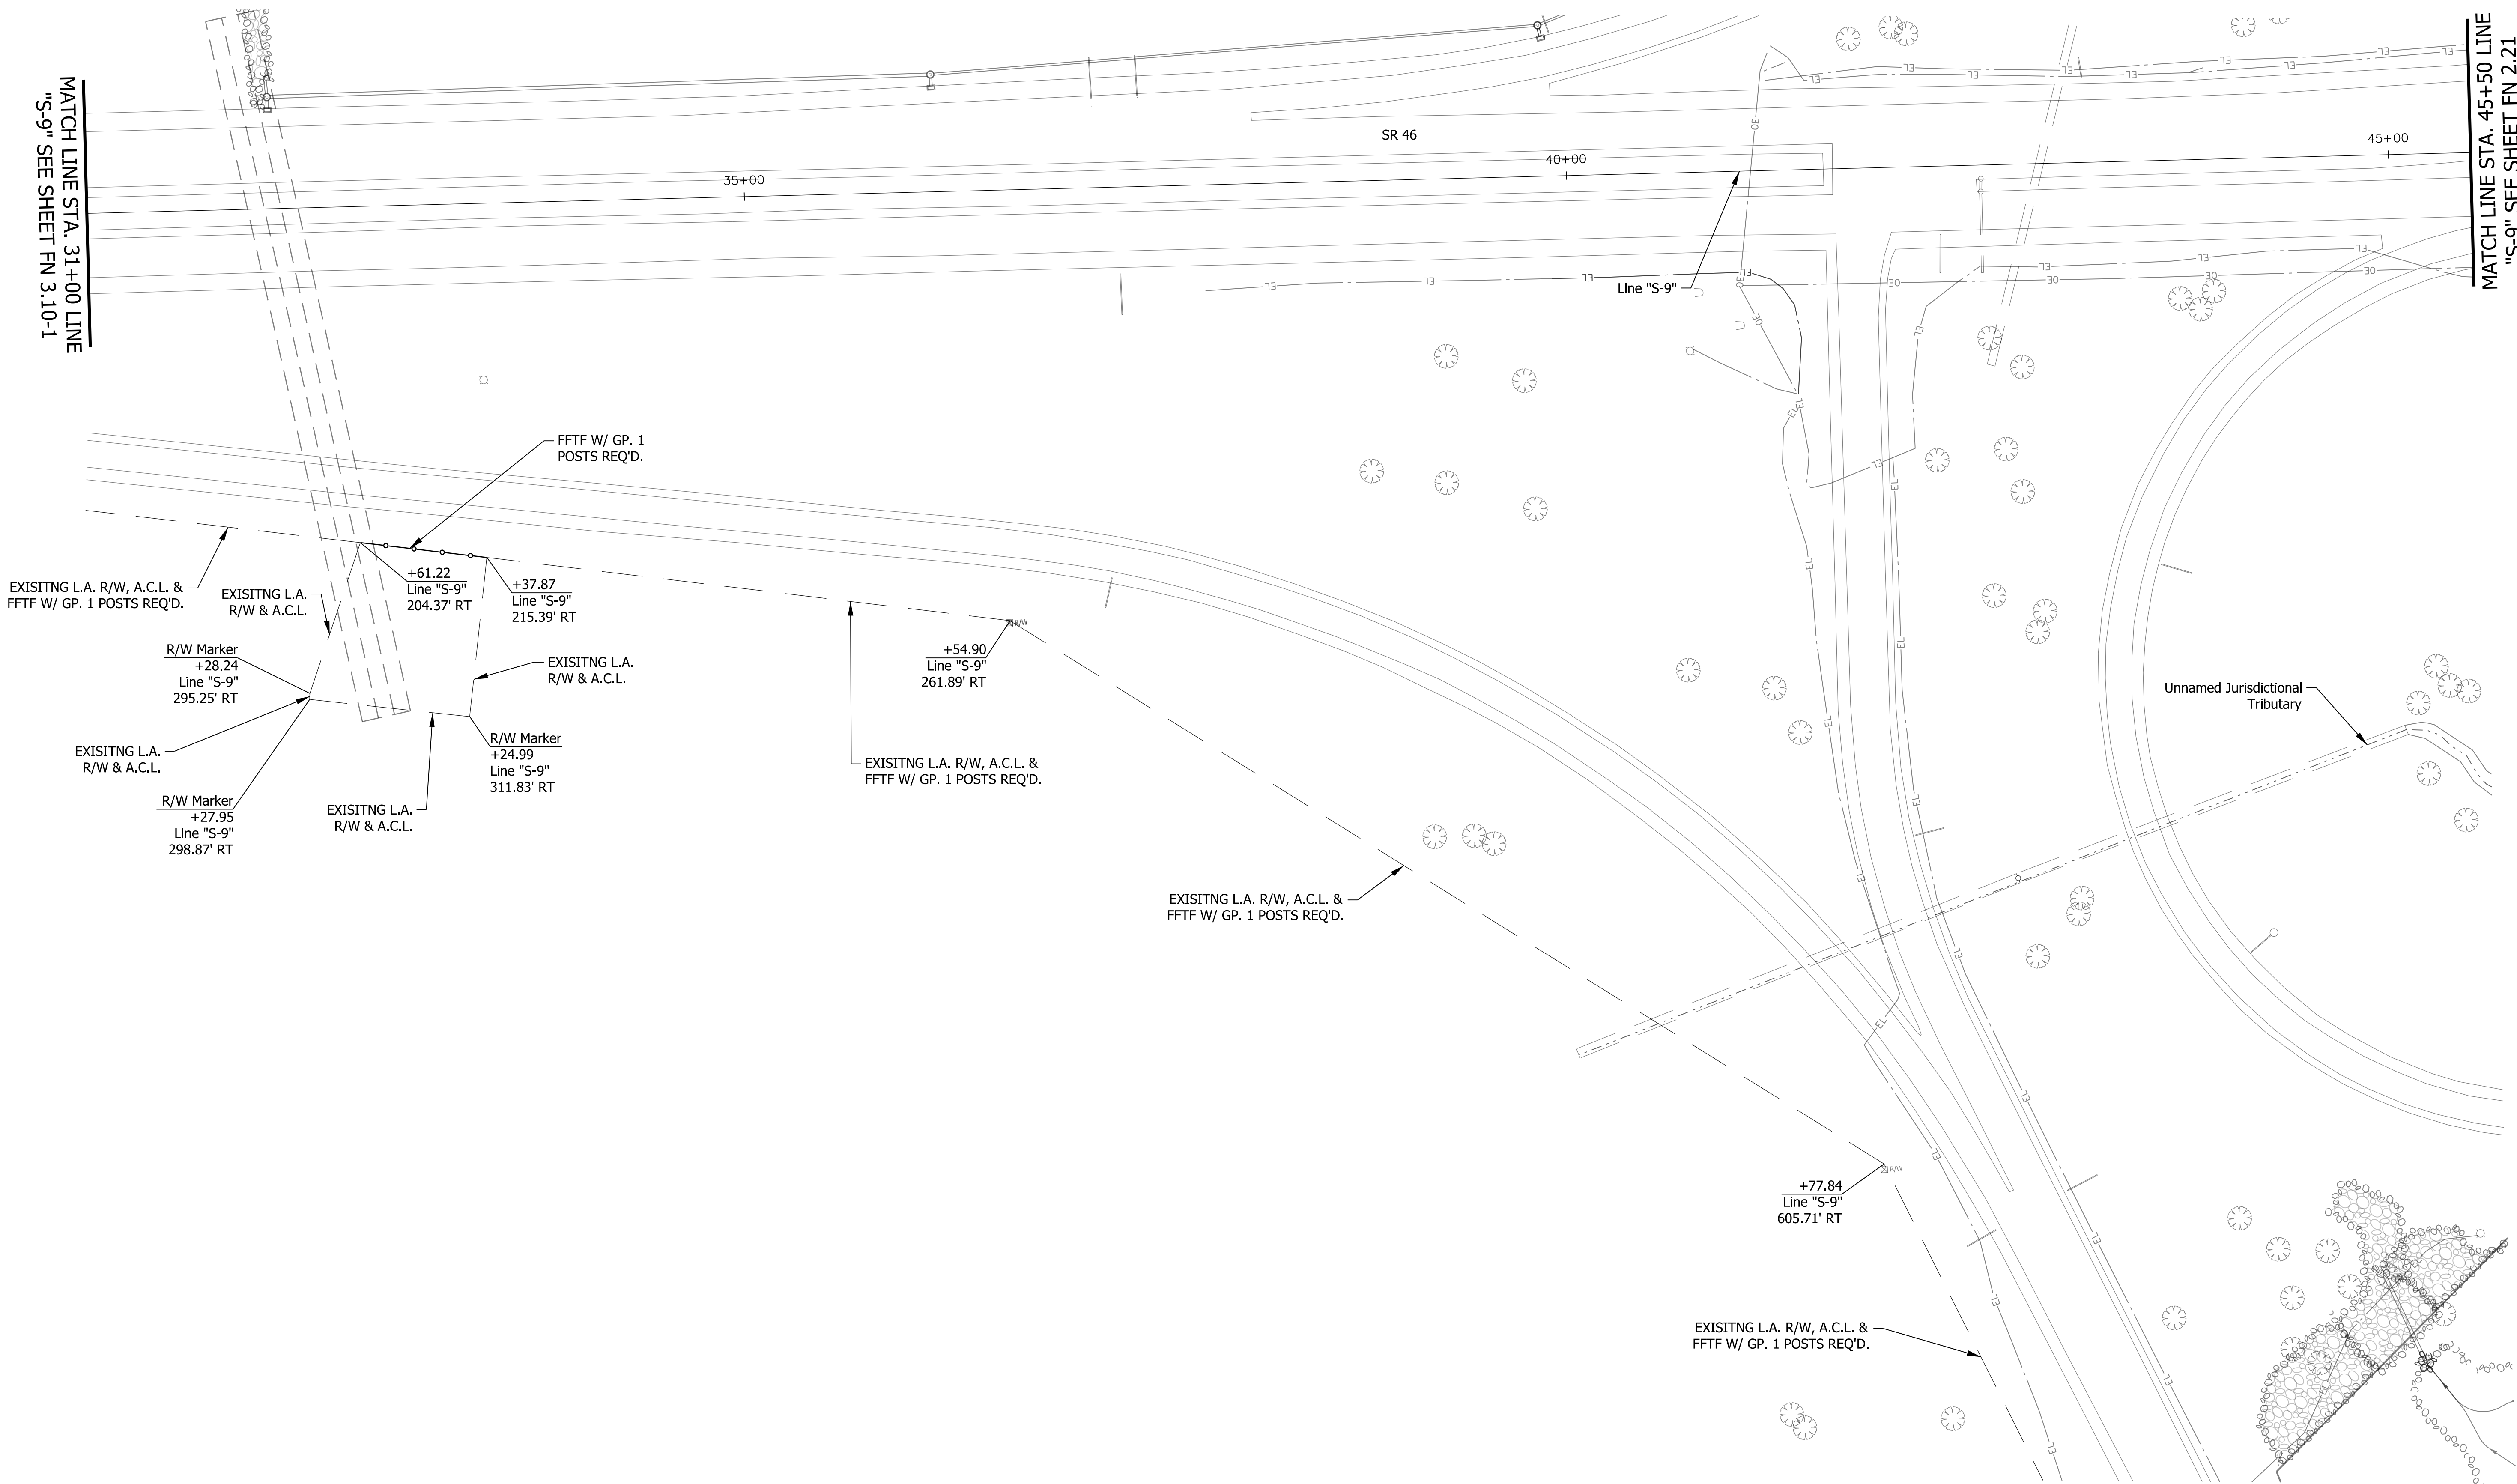 MATCH LINE STA. 31+00 LINE
"S-9" SEE SHEET FN 3.10-1
MATCH LINE STA. 45+50 LINE
"S-9" SEE SHEET FN 2.21
SR 46
35+00
40+00
45+00
Line "S-9"
FFTF W/ GP. 1
POSTS REQ'D.
EXISITNG L.A. R/W, A.C.L. &
FFTF W/ GP. 1 POSTS REQ'D.
EXISITNG L.A.
R/W & A.C.L.
+61.22
Line "S-9"
204.37' RT
+37.87
Line "S-9"
215.39' RT
R/W Marker
+28.24
Line "S-9"
295.25' RT
EXISITNG L.A.
R/W & A.C.L.
+54.90
Line "S-9"
261.89' RT
R/W
EXISITNG L.A.
R/W & A.C.L.
R/W Marker
+24.99
Line "S-9"
311.83' RT
R/W Marker
+27.95
Line "S-9"
298.87' RT
EXISITNG L.A.
R/W & A.C.L.
EXISITNG L.A. R/W, A.C.L. &
FFTF W/ GP. 1 POSTS REQ'D.
EXISITNG L.A. R/W, A.C.L. &
FFTF W/ GP. 1 POSTS REQ'D.
Unnamed Jurisdictional
Tributary
+77.84
Line "S-9"
605.71' RT
R/W
EXISITNG L.A. R/W, A.C.L. &
FFTF W/ GP. 1 POSTS REQ'D.